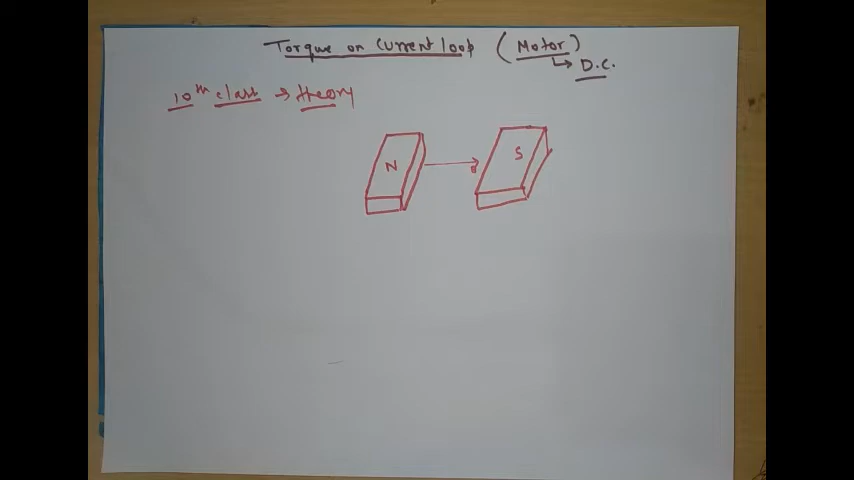 Torque on Current loop (Motor)
↳ D.C.
10th class → theory
N
S